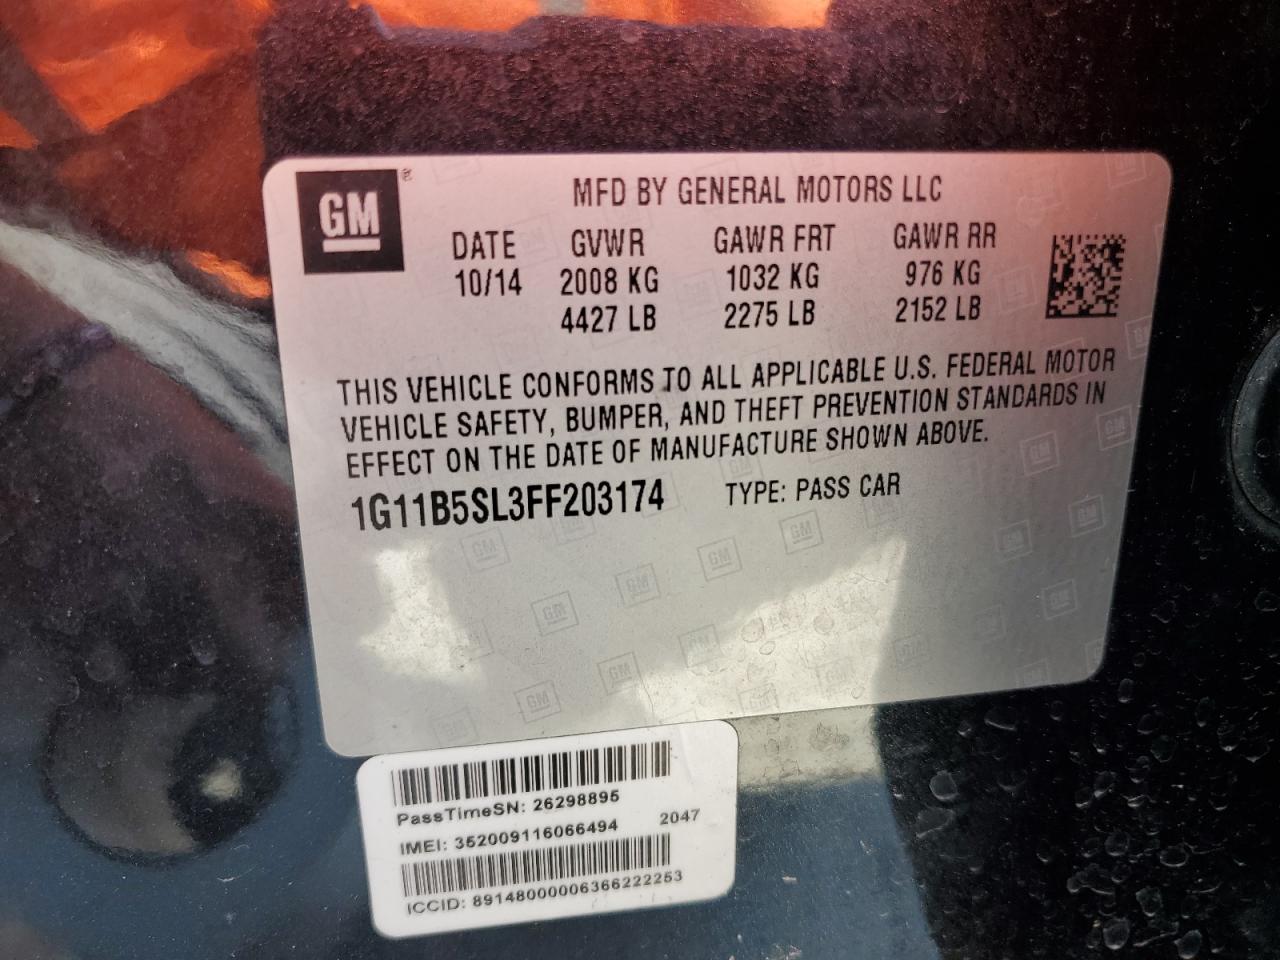 GM®
MFD BY GENERAL MOTORS LLC
DATE GVWR GAWR FRT GAWR RR
10/14 2008 KG 1032 KG 976 KG
4427 LB 2275 LB 2152 LB
THIS VEHICLE CONFORMS TO ALL APPLICABLE U.S. FEDERAL MOTOR
VEHICLE SAFETY, BUMPER, AND THEFT PREVENTION STANDARDS IN
EFFECT ON THE DATE OF MANUFACTURE SHOWN ABOVE.
1G11B5SL3FF203174 TYPE: PASS CAR
PassTimeSN: 26298895
IMEI: 352009116066494 2047
ICCID: 89148000006366222253